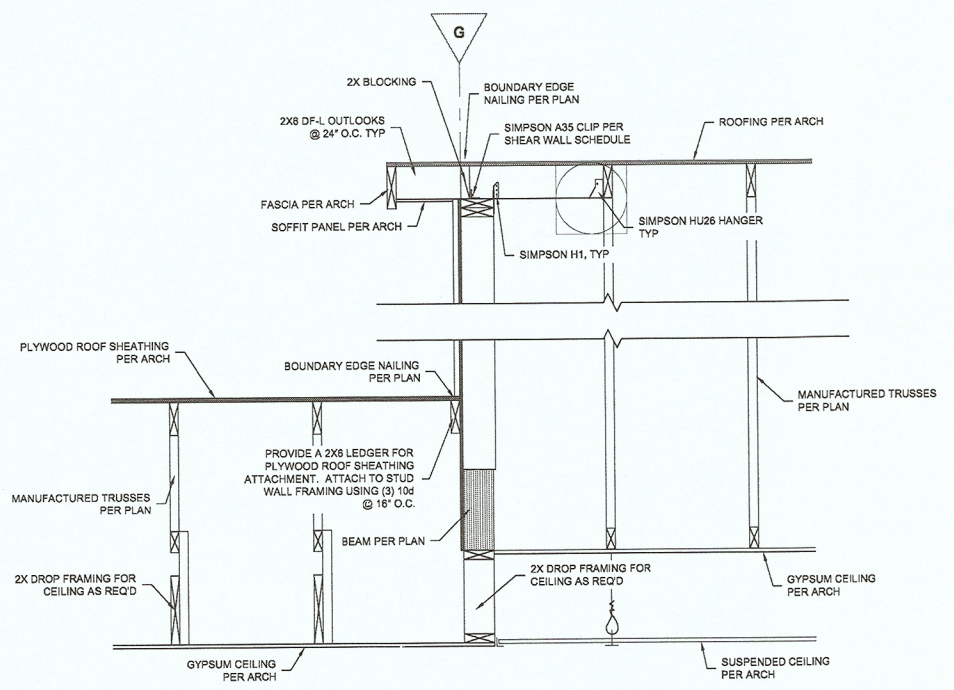 G
2X BLOCKING
BOUNDARY EDGE
NAILING PER PLAN
2X6 DF-L OUTLOOKS
@ 24" O.C. TYP
SIMPSON A35 CLIP PER
SHEAR WALL SCHEDULE
ROOFING PER ARCH
FASCIA PER ARCH
SOFFIT PANEL PER ARCH
SIMPSON HU26 HANGER
TYP
SIMPSON H1, TYP
PLYWOOD ROOF SHEATHING
PER ARCH
BOUNDARY EDGE NAILING
PER PLAN
MANUFACTURED TRUSSES
PER PLAN
PROVIDE A 2X6 LEDGER FOR
PLYWOOD ROOF SHEATHING
ATTACHMENT. ATTACH TO STUD
WALL FRAMING USING (3) 10d
@ 16" O.C.
MANUFACTURED TRUSSES
PER PLAN
BEAM PER PLAN
2X DROP FRAMING FOR
CEILING AS REQ'D
2X DROP FRAMING FOR
CEILING AS REQ'D
GYPSUM CEILING
PER ARCH
GYPSUM CEILING
PER ARCH
SUSPENDED CEILING
PER ARCH